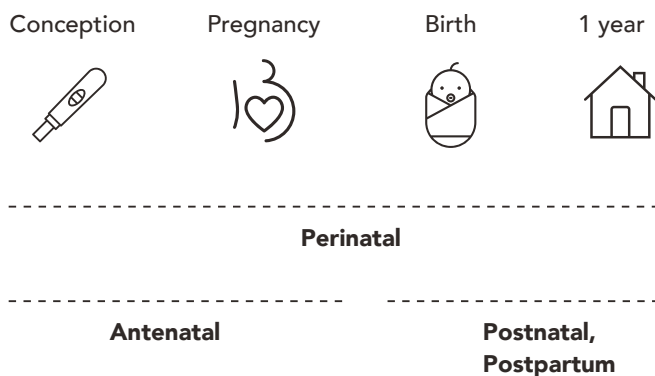 Conception Pregnancy Birth 1 year
Perinatal
Antenatal Postnatal,
Postpartum